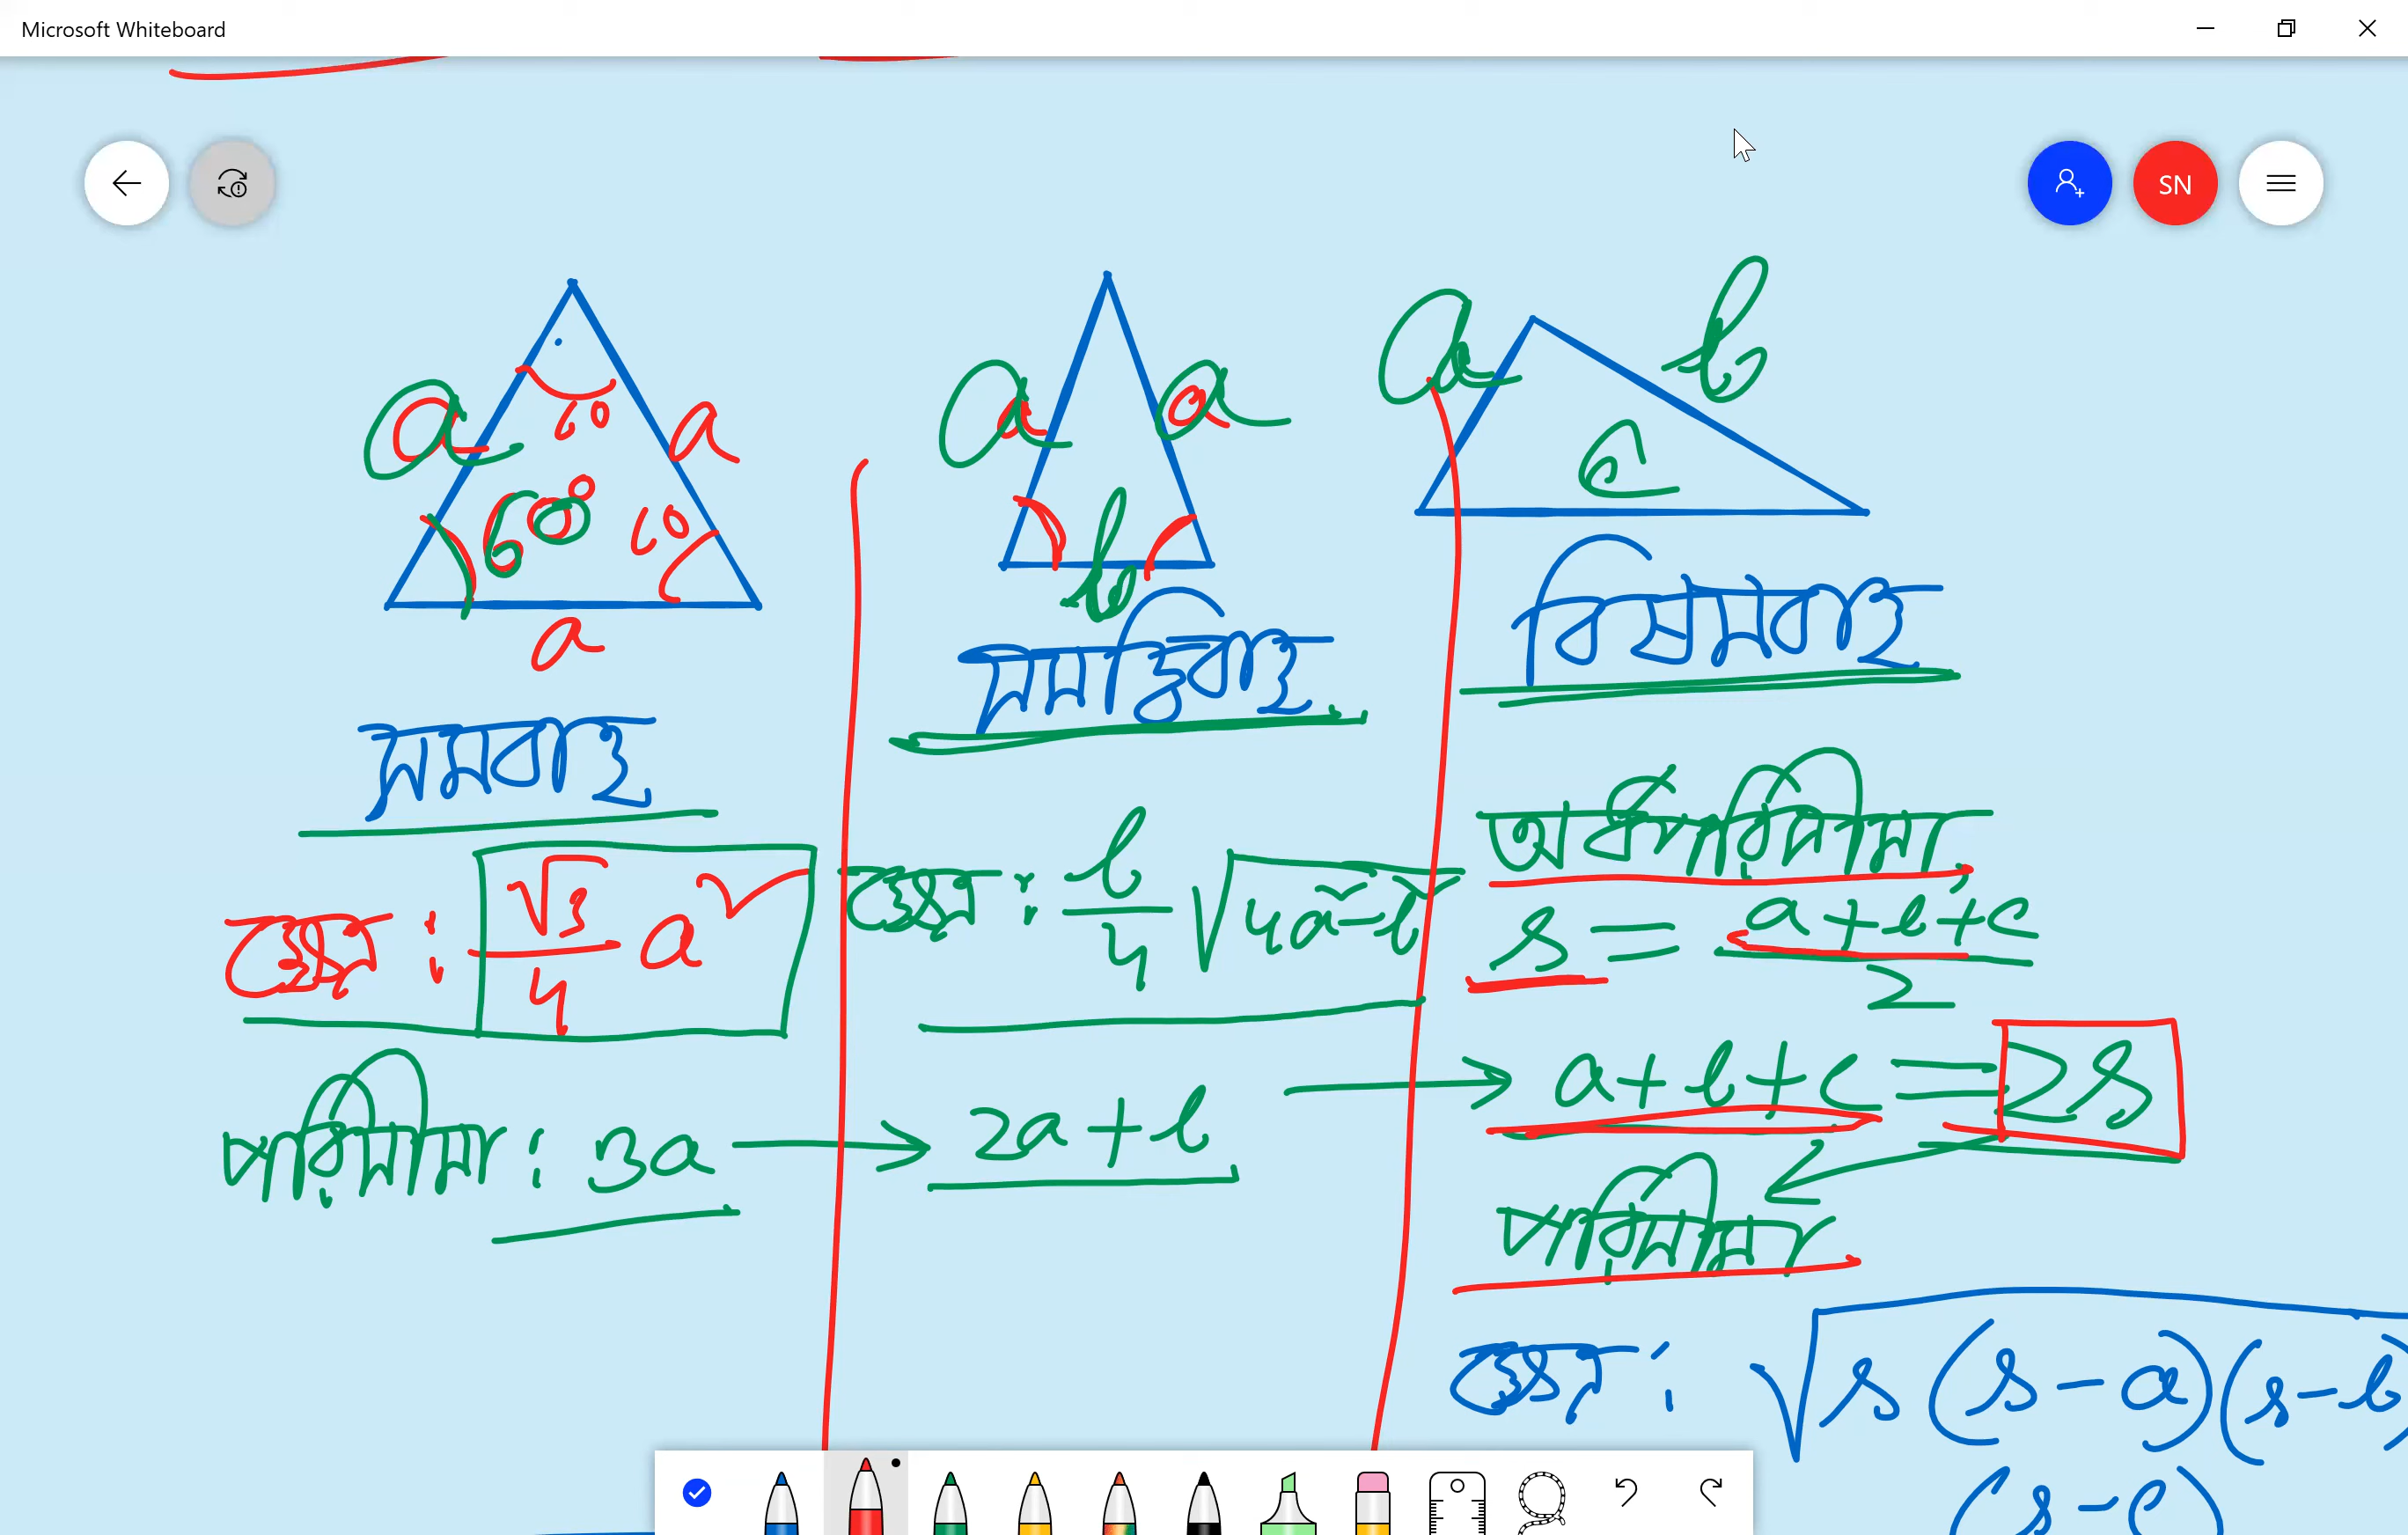 Microsoft Whiteboard
SN
a
a
60
60°
60
a
সমবাহু
ক্ষেত্র : √3/4 a²
পরিসীমা : 3a
a
a
b
সমদ্বিবাহু
b/4 √4a²-b²
2a+b
a
b
c
বিষমবাহু
অর্ধপরিসীমা,
s = a+b+c/2
a+b+c = 2s
পরিসীমা
ক্ষেত্র : √s(s-a)(s-b)
(s-c)